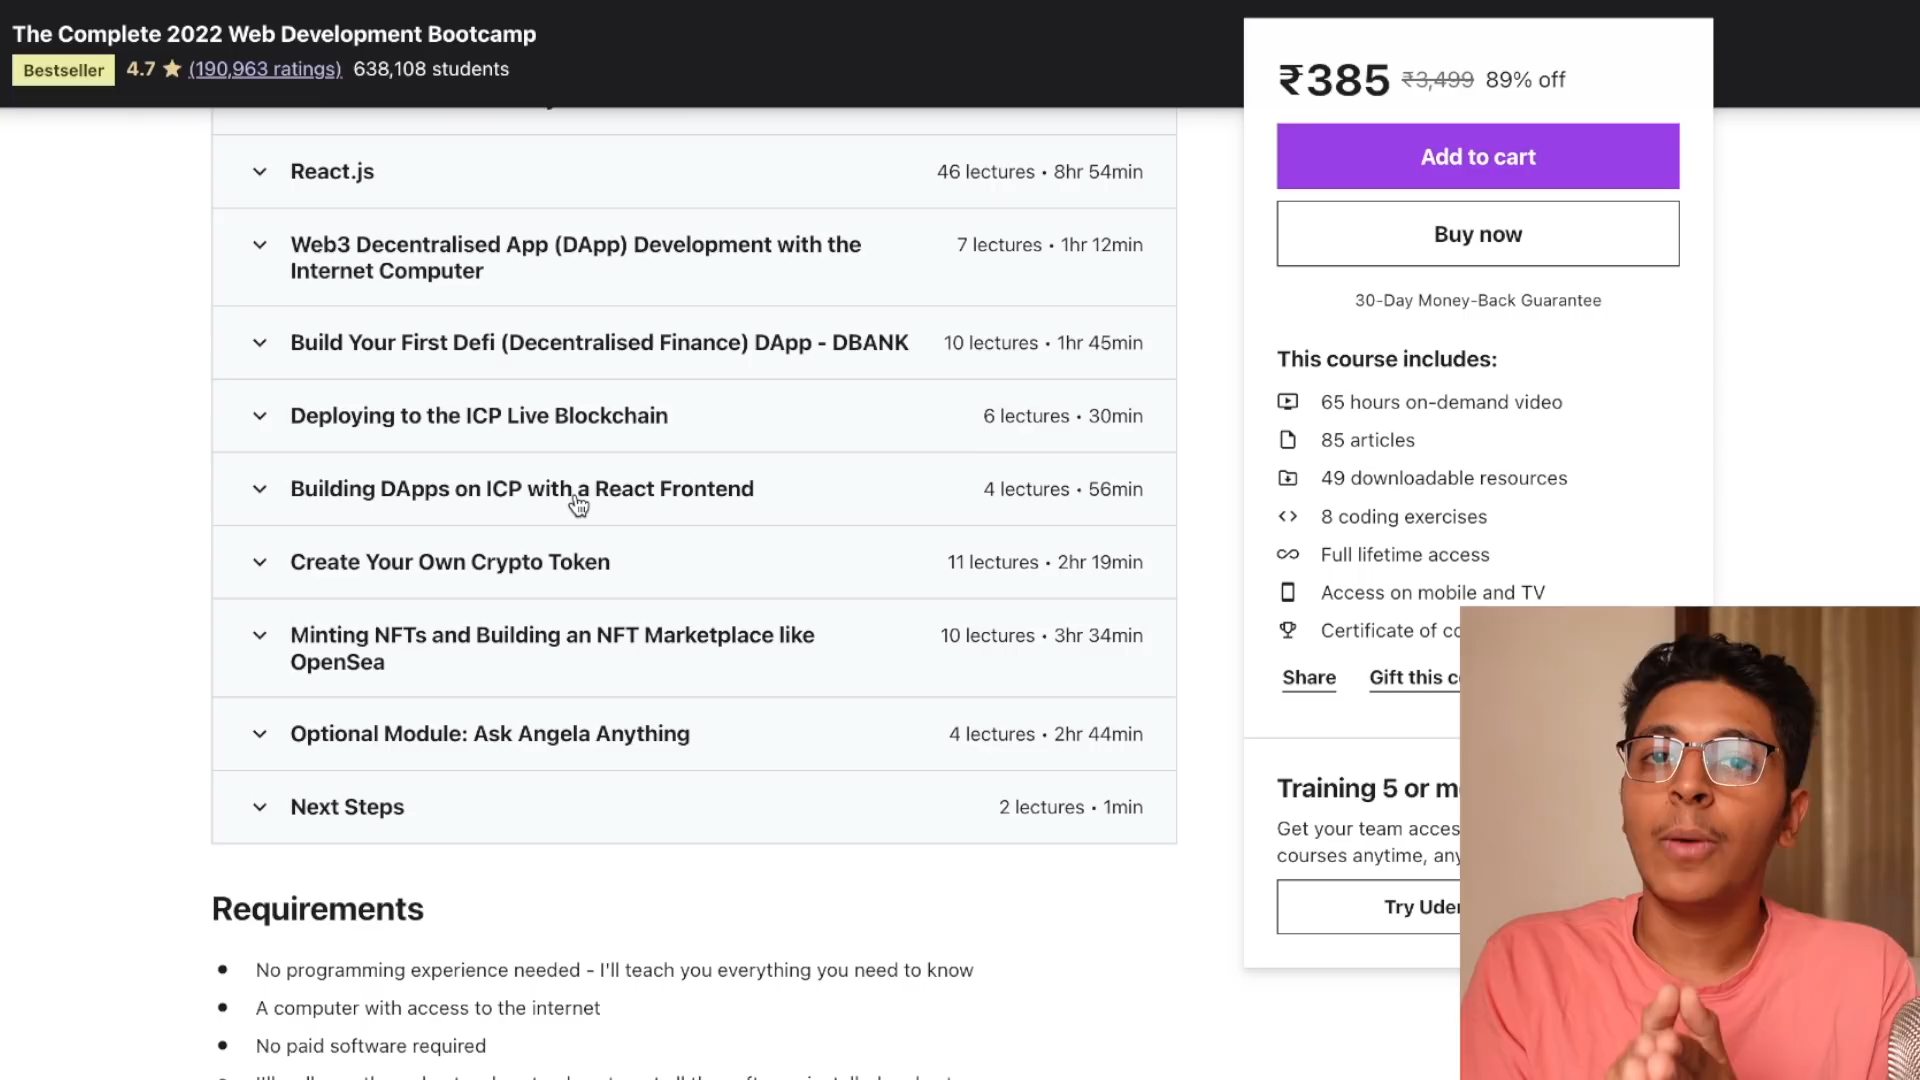 The Complete 2022 Web Development Bootcamp
Bestseller 4.7 (190,963 ratings) 638,108 students
React.js 46 lectures • 8hr 54min
Web3 Decentralised App (DApp) Development with the 7 lectures • 1hr 12min
Internet Computer
Build Your First Defi (Decentralised Finance) DApp - DBANK 10 lectures • 1hr 45min
Deploying to the ICP Live Blockchain 6 lectures • 30min
Building DApps on ICP with a React Frontend 4 lectures • 56min
Create Your Own Crypto Token 11 lectures • 2hr 19min
Minting NFTs and Building an NFT Marketplace like 10 lectures • 3hr 34min
OpenSea
Optional Module: Ask Angela Anything 4 lectures • 2hr 44min
Next Steps 2 lectures • 1min
Requirements
No programming experience needed - I'll teach you everything you need to know
A computer with access to the internet
No paid software required
₹385 ₹3,499 89% off
Add to cart
Buy now
30-Day Money-Back Guarantee
This course includes:
65 hours on-demand video
85 articles
49 downloadable resources
8 coding exercises
Full lifetime access
Access on mobile and TV
Certificate of
Share Gift this
Training 5 or
Get your team
courses anytime,
Try